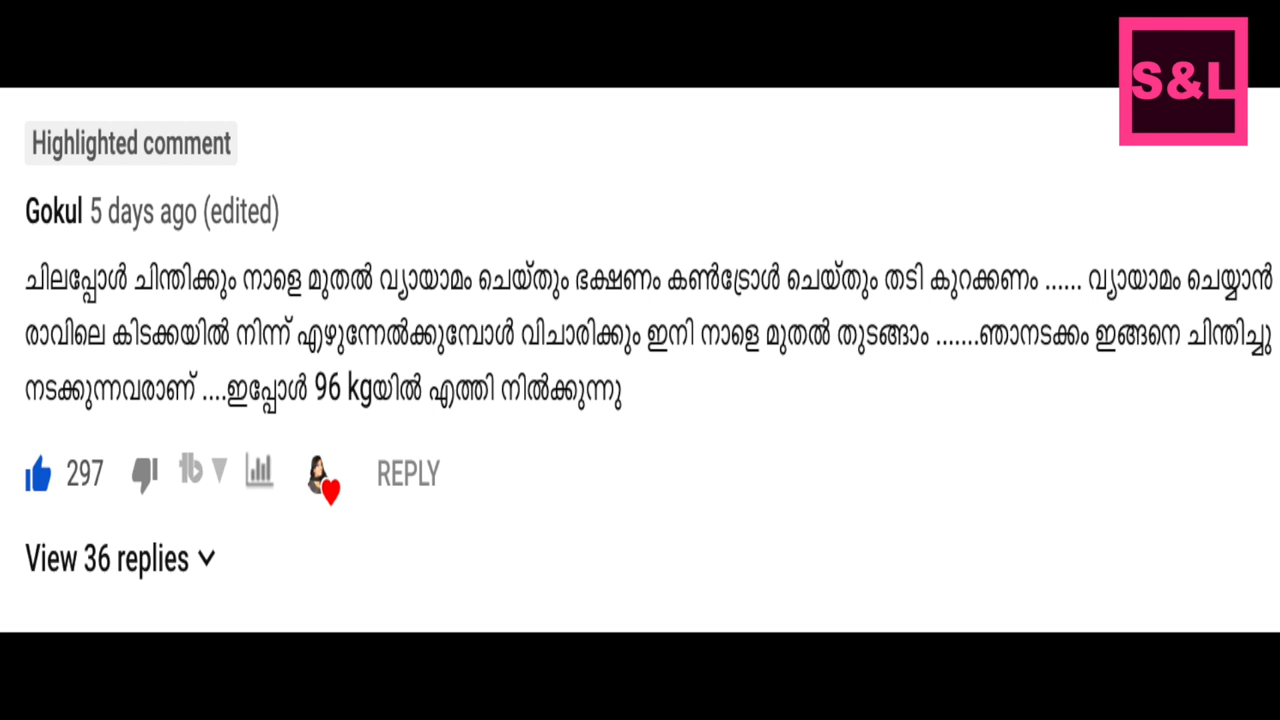 S&L
Highlighted comment
Gokul 5 days ago (edited)
ചിലപ്പോൾ ചിന്തിക്കും നാളെ മുതൽ വ്യായാമം ചെയ്തും ഭക്ഷണം കൺട്രോൾ ചെയ്തും തടി കുറക്കണം ...... വ്യായാമം ചെയ്യാൻ
രാവിലെ കിടക്കയിൽ നിന്ന് എഴുന്നേൽക്കുമ്പോൾ വിചാരിക്കും ഇനി നാളെ മുതൽ തുടങ്ങാം .......ഞാനടക്കം ഇങ്ങനെ ചിന്തിച്ചു
നടക്കുന്നവരാണ് ....ഇപ്പോൾ 96 kgയിൽ എത്തി നിൽക്കുന്നു
297 REPLY
View 36 replies